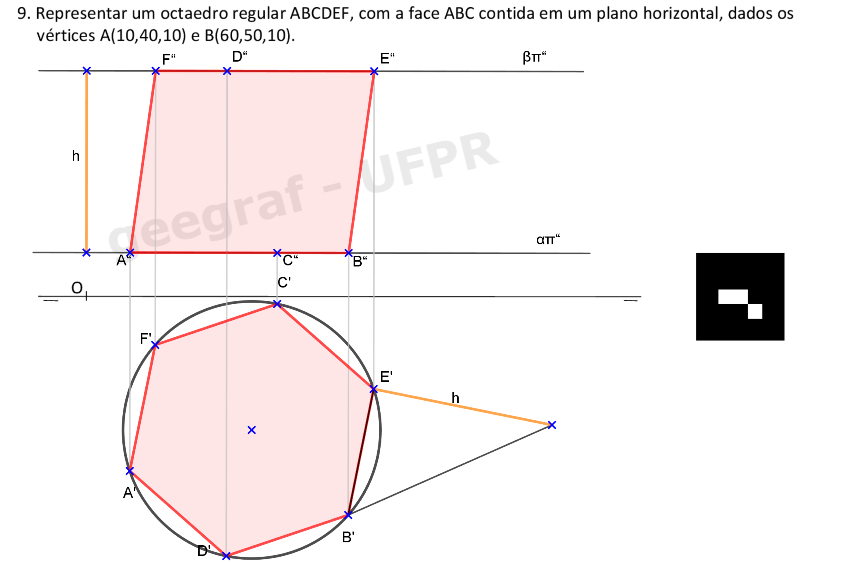 9. Representar um octaedro regular ABCDEF, com a face ABC contida em um plano horizontal, dados os
vértices A(10,40,10) e B(60,50,10).
F“ D“ E“ βπ“
h
geegraf - UFPR
απ“
A“ C“ B“
O C'
F'
E'
h
A'
B'
D'